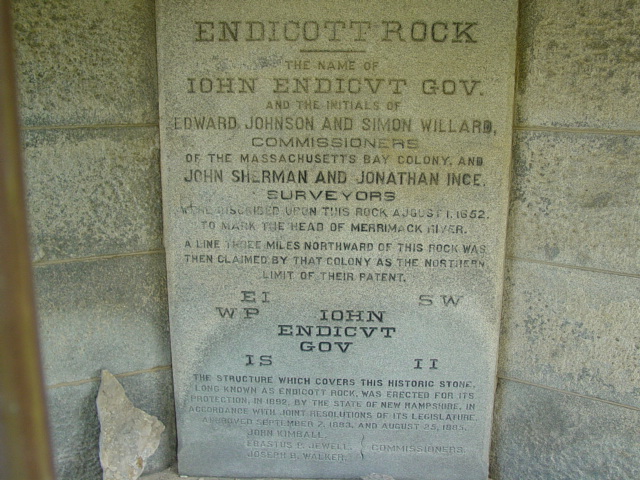 ENDICOTT ROCK
THE NAME OF
IOHN ENDICVT GOV.
AND THE INITIALS OF
EDWARD JOHNSON AND SIMON WILLARD,
COMMISSIONERS
OF THE MASSACHUSETTS BAY COLONY, AND
JOHN SHERMAN AND JONATHAN INCE,
SURVEYORS
WERE INSCRIBED UPON THIS ROCK AUGUST 1, 1652,
TO MARK THE HEAD OF MERRIMACK RIVER.
A LINE THREE MILES NORTHWARD OF THIS ROCK WAS
THEN CLAIMED BY THAT COLONY AS THE NORTHERN
LIMIT OF THEIR PATENT.
EI SW
WP IOHN
ENDICVT
GOV
IS II
THE STRUCTURE WHICH COVERS THIS HISTORIC STONE,
LONG KNOWN AS ENDICOTT ROCK, WAS ERECTED FOR ITS
PROTECTION, IN 1892, BY THE STATE OF NEW HAMPSHIRE, IN
ACCORDANCE WITH JOINT RESOLUTIONS OF ITS LEGISLATURE
APPROVED SEPTEMBER 7, 1883, AND AUGUST 25, 1885.
JOHN KIMBALL,
ERASTUS P. JEWELL, COMMISSIONERS.
JOSEPH B. WALKER,